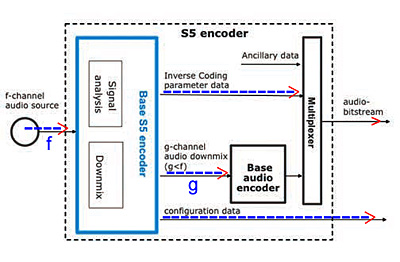 S5 encoder
Ancillary data
f-channel
audio source
f
Signal
analysis
Downmix
Base S5 encoder
Inverse Coding
parameter data
g-channel
audio downmix
(g<f)
g
Base
audio
encoder
Multiplexer
audio-
bitstream
configuration data